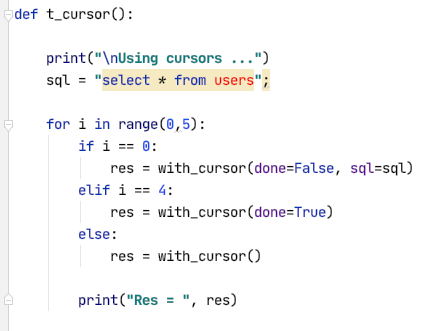 def t_cursor():
print("\nUsing cursors ...")
sql = "select * from users";
for i in range(0,5):
if i == 0:
res = with_cursor(done=False, sql=sql)
elif i == 4:
res = with_cursor(done=True)
else:
res = with_cursor()
print("Res = ", res)